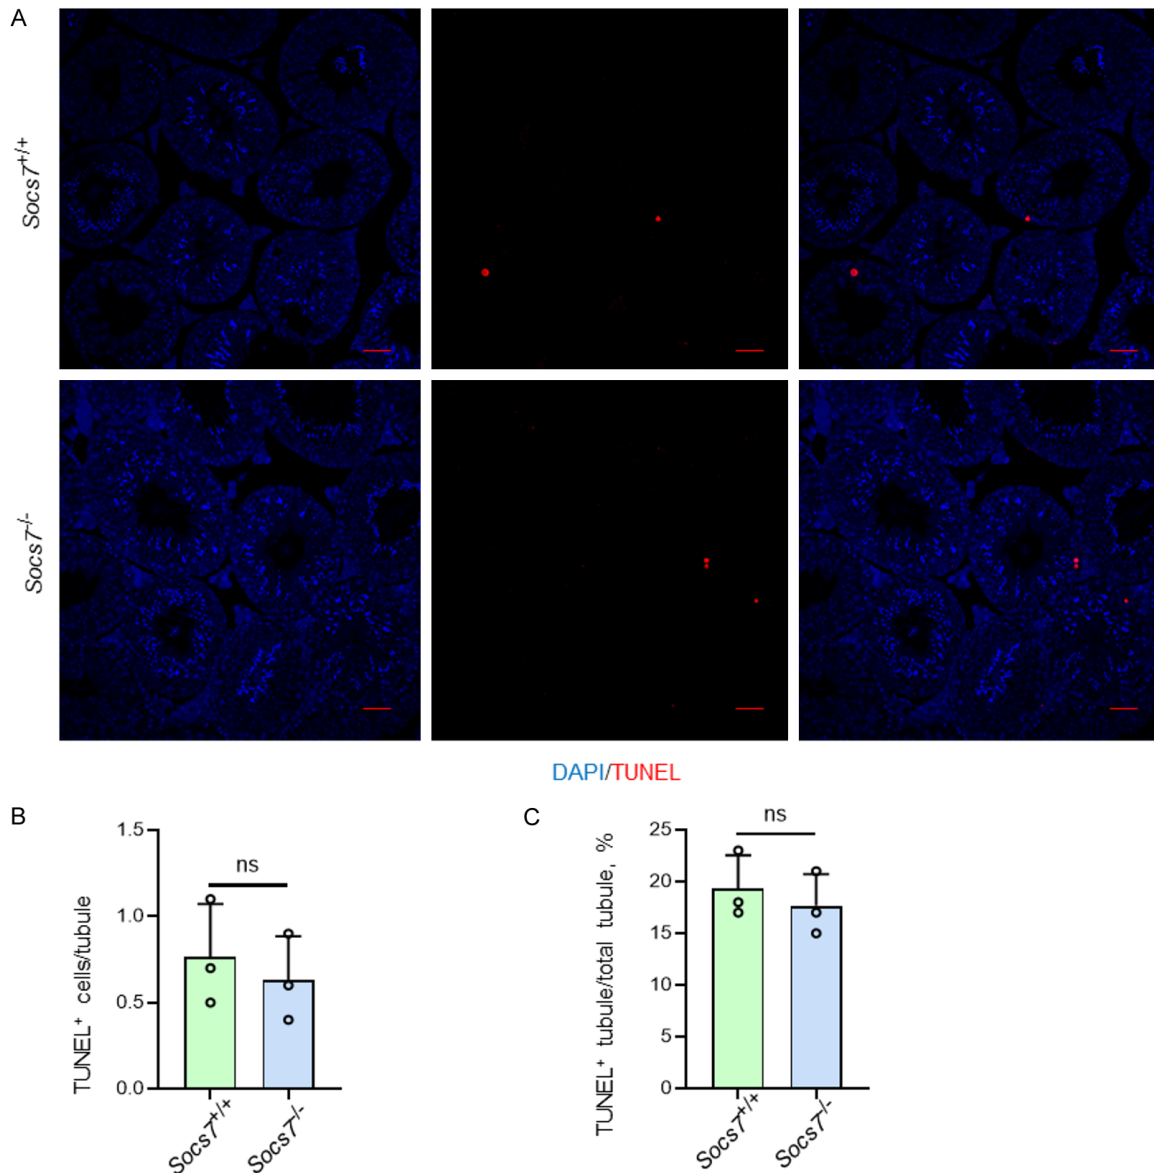 A
Socs7+/+
Socs7-/-
DAPI/TUNEL
B
TUNEL+ cells/tubule
1.5
1.0
0.5
0.0
ns
Socs7+/+
Socs7-/-
C
TUNEL+ tubule/total tubule, %
25
20
15
10
5
0
ns
Socs7+/+
Socs7-/-